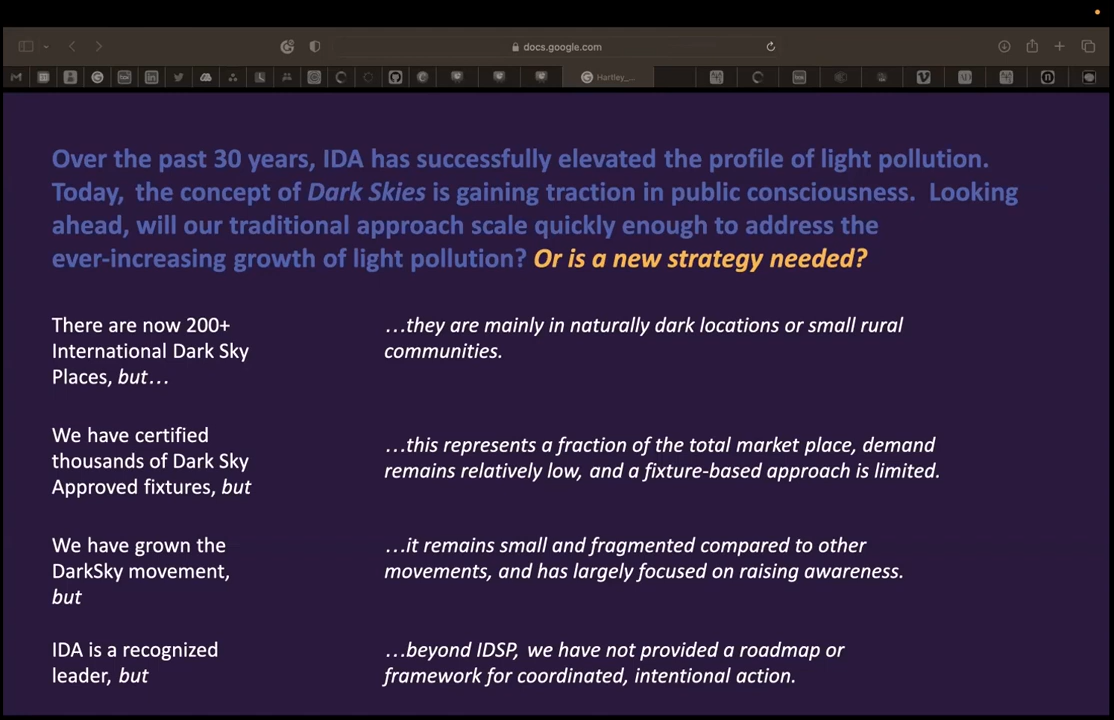 docs.google.com
Hartley_...
Over the past 30 years, IDA has successfully elevated the profile of light pollution.
Today, the concept of Dark Skies is gaining traction in public consciousness. Looking
ahead, will our traditional approach scale quickly enough to address the
ever-increasing growth of light pollution? Or is a new strategy needed?
There are now 200+
International Dark Sky
Places, but…
…they are mainly in naturally dark locations or small rural
communities.
We have certified
thousands of Dark Sky
Approved fixtures, but
…this represents a fraction of the total market place, demand
remains relatively low, and a fixture-based approach is limited.
We have grown the
DarkSky movement,
but
…it remains small and fragmented compared to other
movements, and has largely focused on raising awareness.
IDA is a recognized
leader, but
…beyond IDSP, we have not provided a roadmap or
framework for coordinated, intentional action.